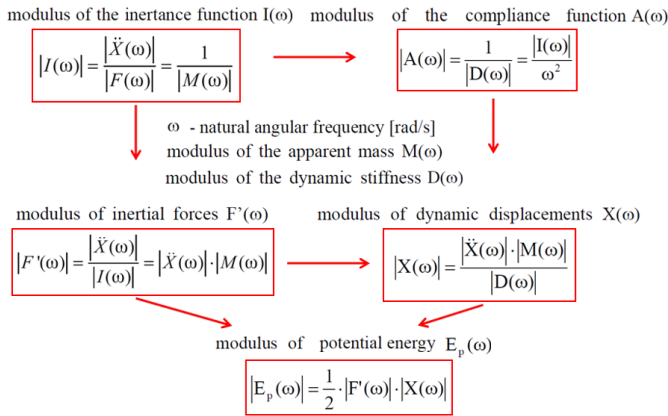 modulus of the inertance function I(ω)
modulus of the compliance function A(ω)
|I(ω)| = |Ẍ(ω)| / |F(ω)| = 1 / |M(ω)|
|A(ω)| = 1 / |D(ω)| = |I(ω)| / ω²
ω - natural angular frequency [rad/s]
modulus of the apparent mass M(ω)
modulus of the dynamic stiffness D(ω)
modulus of inertial forces F’(ω)
modulus of dynamic displacements X(ω)
|F'(ω)| = |Ẍ(ω)| / |I(ω)| = |Ẍ(ω)|·|M(ω)|
|X(ω)| = |Ẍ(ω)|·|M(ω)| / |D(ω)|
modulus of potential energy Eₚ(ω)
|Eₚ(ω)| = 1/2 · |F'(ω)| · |X(ω)|